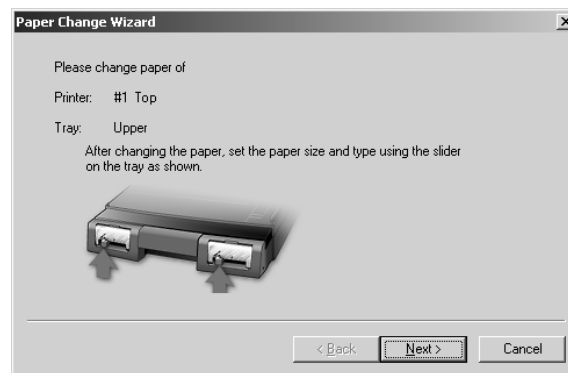 Paper Change Wizard
Please change paper of
Printer: #1 Top
Tray: Upper
After changing the paper, set the paper size and type using the slider
on the tray as shown.
< Back Next > Cancel